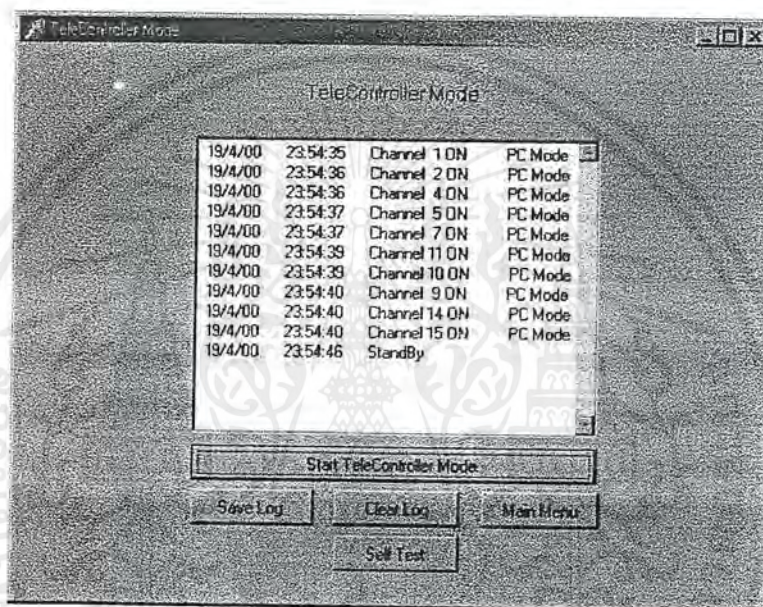 TeleController Mode
TeleController Mode
19/4/00 23:54:35 Channel 1 ON PC Mode
19/4/00 23:54:36 Channel 2 ON PC Mode
19/4/00 23:54:36 Channel 4 ON PC Mode
19/4/00 23:54:37 Channel 5 ON PC Mode
19/4/00 23:54:37 Channel 7 ON PC Mode
19/4/00 23:54:39 Channel 11 ON PC Mode
19/4/00 23:54:39 Channel 10 ON PC Mode
19/4/00 23:54:40 Channel 9 ON PC Mode
19/4/00 23:54:40 Channel 14 ON PC Mode
19/4/00 23:54:40 Channel 15 ON PC Mode
19/4/00 23:54:46 StandBy
Start TeleController Mode
Save Log Clear Log Main Menu
Self Test